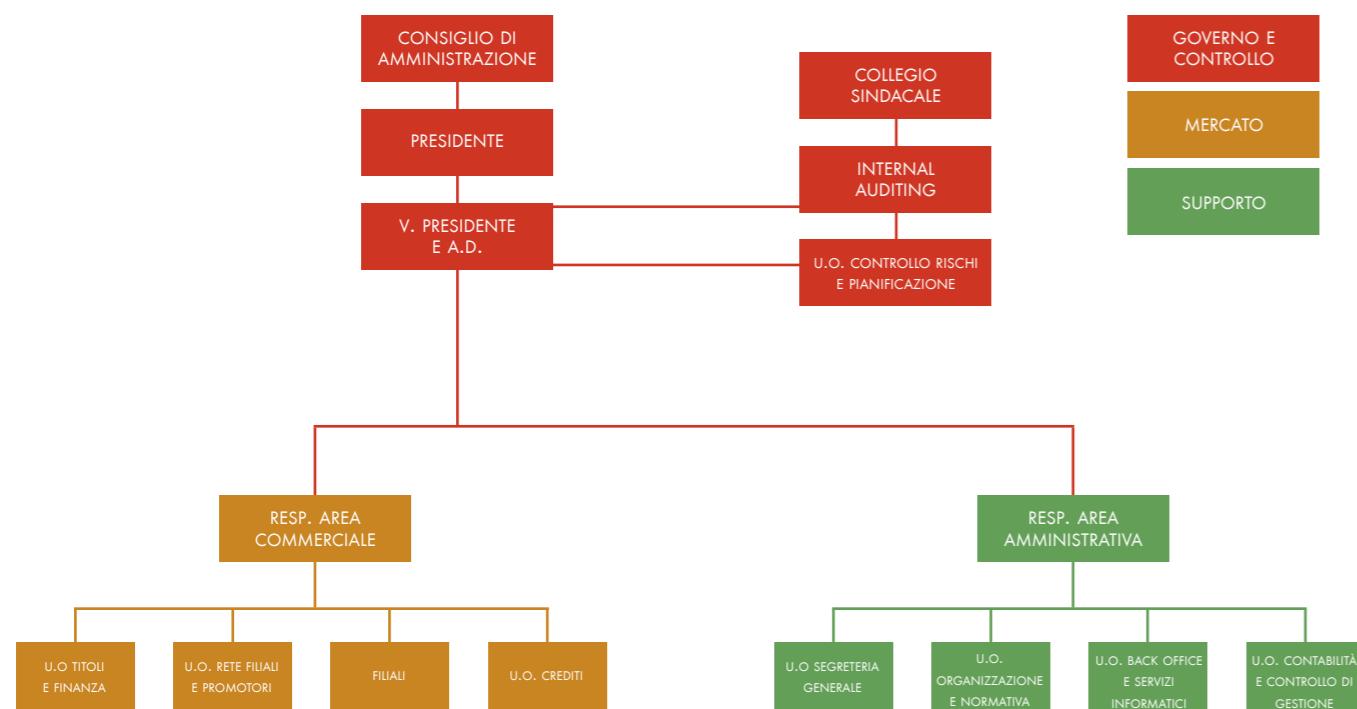 CONSIGLIO DI
AMMINISTRAZIONE
PRESIDENTE
V. PRESIDENTE
E A.D.
COLLEGIO
SINDACALE
INTERNAL
AUDITING
U.O. CONTROLLO RISCHI
E PIANIFICAZIONE
GOVERNO E
CONTROLLO
MERCATO
SUPPORTO
RESP. AREA
COMMERCIALE
RESP. AREA
AMMINISTRATIVA
U.O TITOLI
E FINANZA
U.O. RETE FILIALI
E PROMOTORI
FILIALI
U.O. CREDITI
U.O SEGRETERIA
GENERALE
U.O.
ORGANIZZAZIONE
E NORMATIVA
U.O. BACK OFFICE
E SERVIZI
INFORMATICI
U.O. CONTABILITÀ
E CONTROLLO DI
GESTIONE